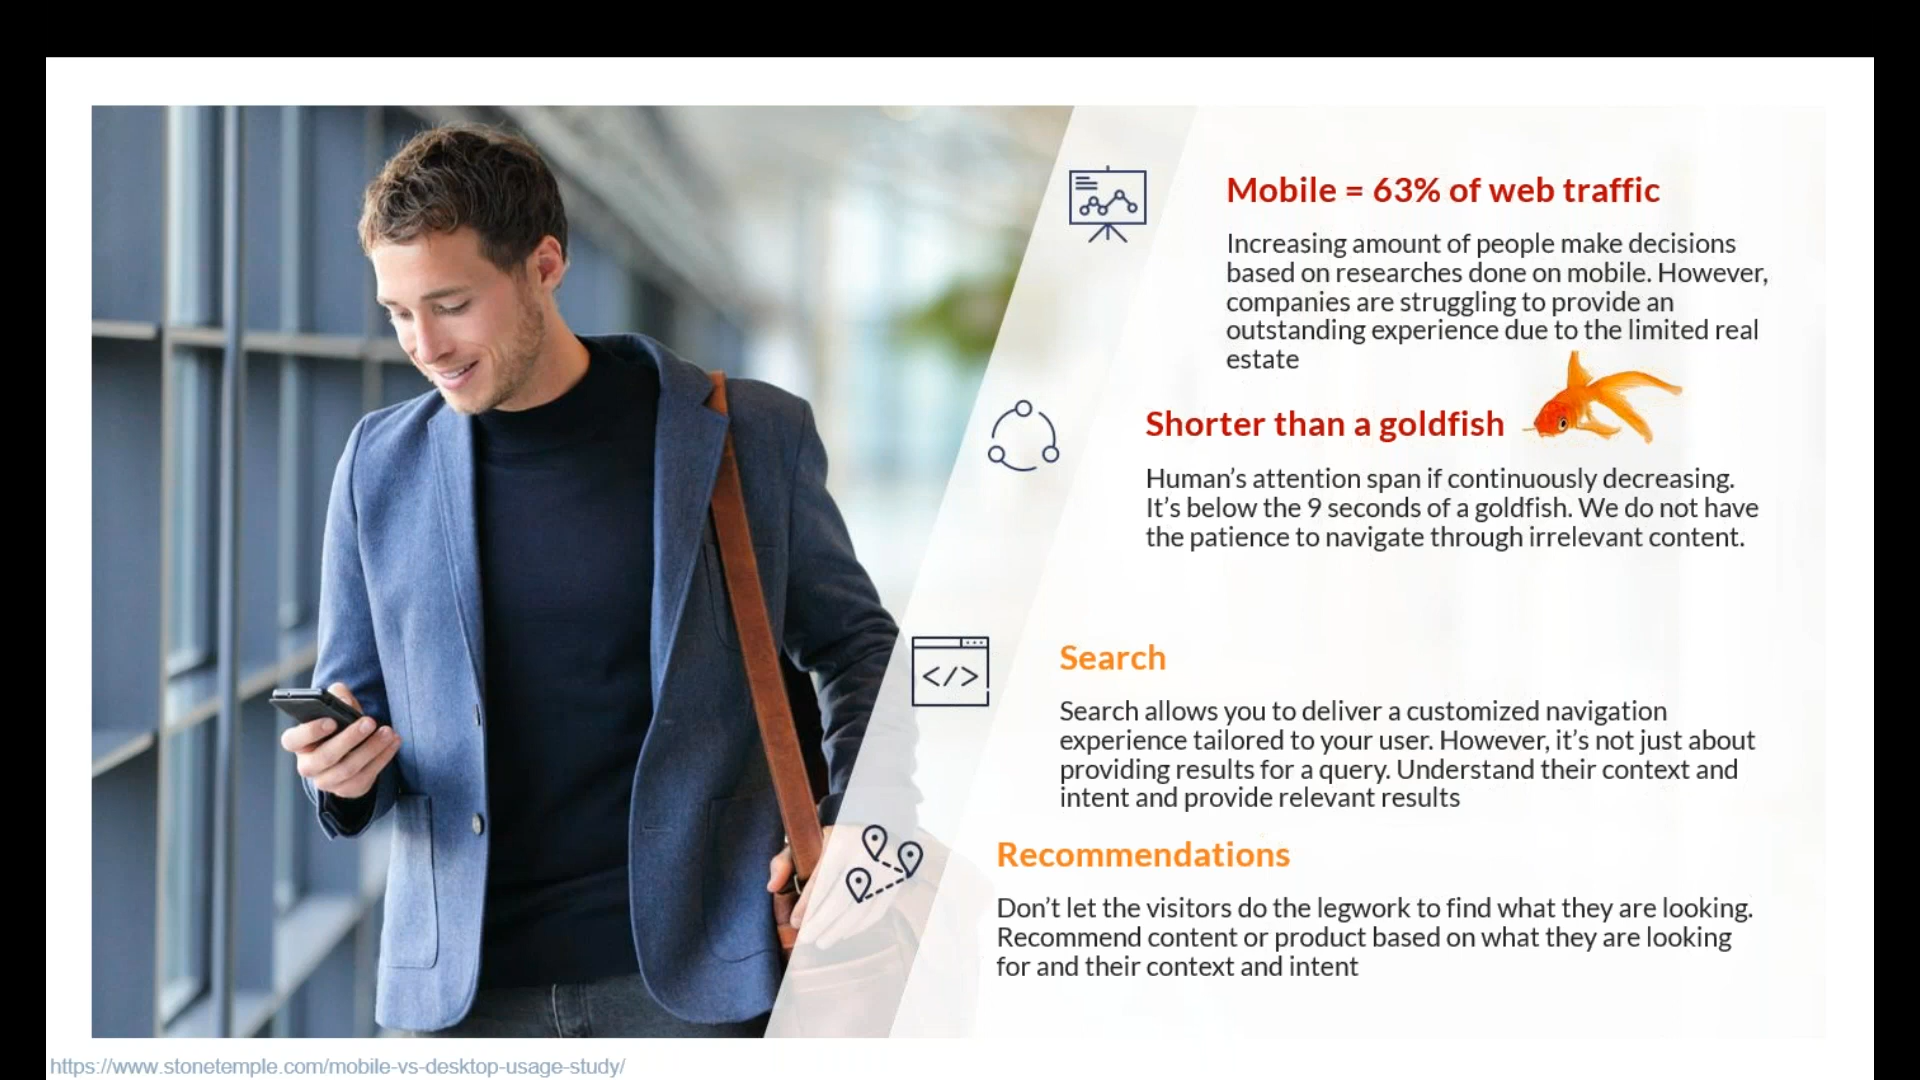 Mobile = 63% of web traffic
Increasing amount of people make decisions
based on researches done on mobile. However,
companies are struggling to provide an
outstanding experience due to the limited real
estate
Shorter than a goldfish
Human's attention span if continuously decreasing.
It's below the 9 seconds of a goldfish. We do not have
the patience to navigate through irrelevant content.
Search
Search allows you to deliver a customized navigation
experience tailored to your user. However, it's not just about
providing results for a query. Understand their context and
intent and provide relevant results
Recommendations
Don't let the visitors do the legwork to find what they are looking.
Recommend content or product based on what they are looking
for and their context and intent
https://www.stonetemple.com/mobile-vs-desktop-usage-study/